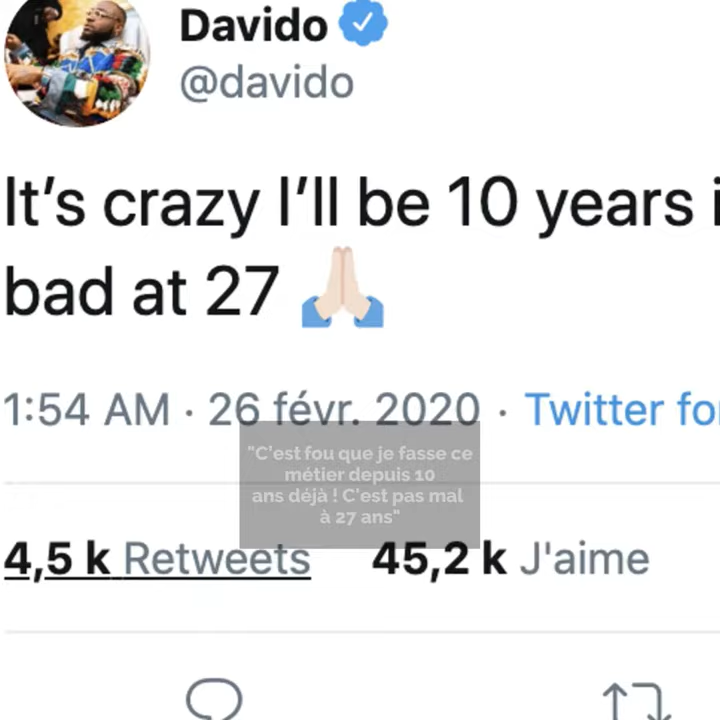 Davido
@davido
It’s crazy I’ll be 10 years
bad at 27 🙏🏻
1:54 AM · 26 févr. 2020 · Twitter fo
"C'est fou que je fasse ce
métier depuis 10
ans déjà ! C'est pas mal
à 27 ans"
4,5 k Retweets 45,2 k J'aime